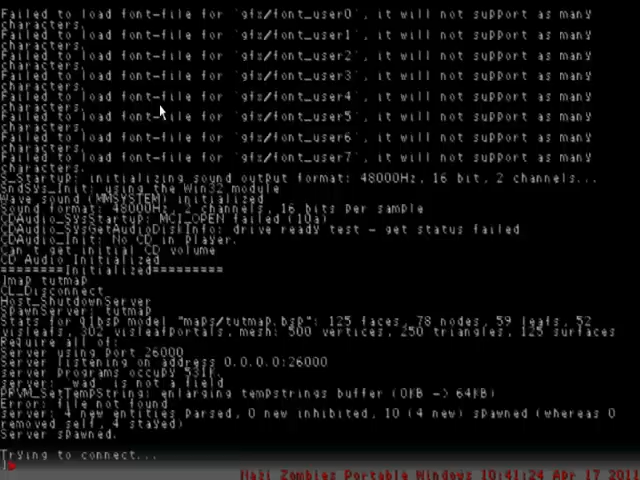 Failed to load font-file for `gfx/font_user0`, it will not support as many
characters.
Failed to load font-file for `gfx/font_user1`, it will not support as many
characters.
Failed to load font-file for `gfx/font_user2`, it will not support as many
characters.
Failed to load font-file for `gfx/font_user3`, it will not support as many
characters.
Failed to load font-file for `gfx/font_user4`, it will not support as many
characters.
Failed to load font-file for `gfx/font_user5`, it will not support as many
characters.
Failed to load font-file for `gfx/font_user6`, it will not support as many
characters.
Failed to load font-file for `gfx/font_user7`, it will not support as many
characters.
S_Startup: initializing sound output format: 48000Hz, 16 bit, 2 channels...
SndSys_Init: using the Win32 module
Wave sound (MMSYSTEM) initialized
Sound format: 48000Hz, 2 channels, 16 bits per sample
CDAudio_SysStartup: MCI_OPEN failed (10a)
CDAudio_SysGetAudioDiskInfo: drive ready test - get status failed
CDAudio_Init: No CD in player.
Can't get initial CD volume
CD Audio Initialized
========Initialized=========
]map tutmap
CL_Disconnect
Host_ShutdownServer
SpawnServer: tutmap
Stats for q1bsp model "maps/tutmap.bsp": 125 faces, 78 nodes, 59 leafs, 52
visleafs, 302 visleafportals, mesh: 500 vertices, 250 triangles, 125 surfaces
Require all of:
Server using port 26000
Server listening on address 0.0.0.0:26000
server programs occupy 531K.
server: _wad is not a field
PRVM_SetTempString: enlarging tempstrings buffer (0KB -> 64KB)
Error: file not found
server: 4 new entities parsed, 0 new inhibited, 10 (4 new) spawned (whereas 0
removed self, 4 stayed)
Server spawned.
Trying to connect...
]
Nazi Zombies Portable Windows 10:41:24 Apr 17 2011